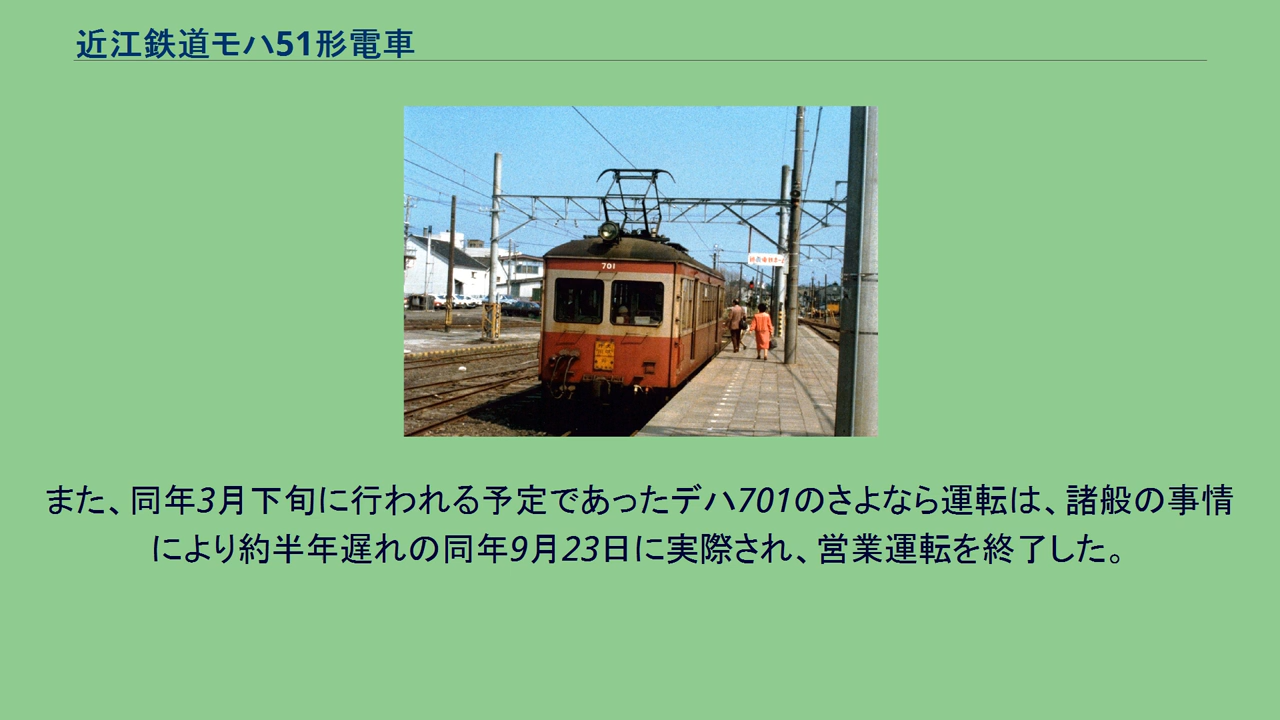 近江鉄道モハ51形電車
701
また、同年3月下旬に行われる予定であったデハ701のさよなら運転は、諸般の事情
により約半年遅れの同年9月23日に実際され、営業運転を終了した。